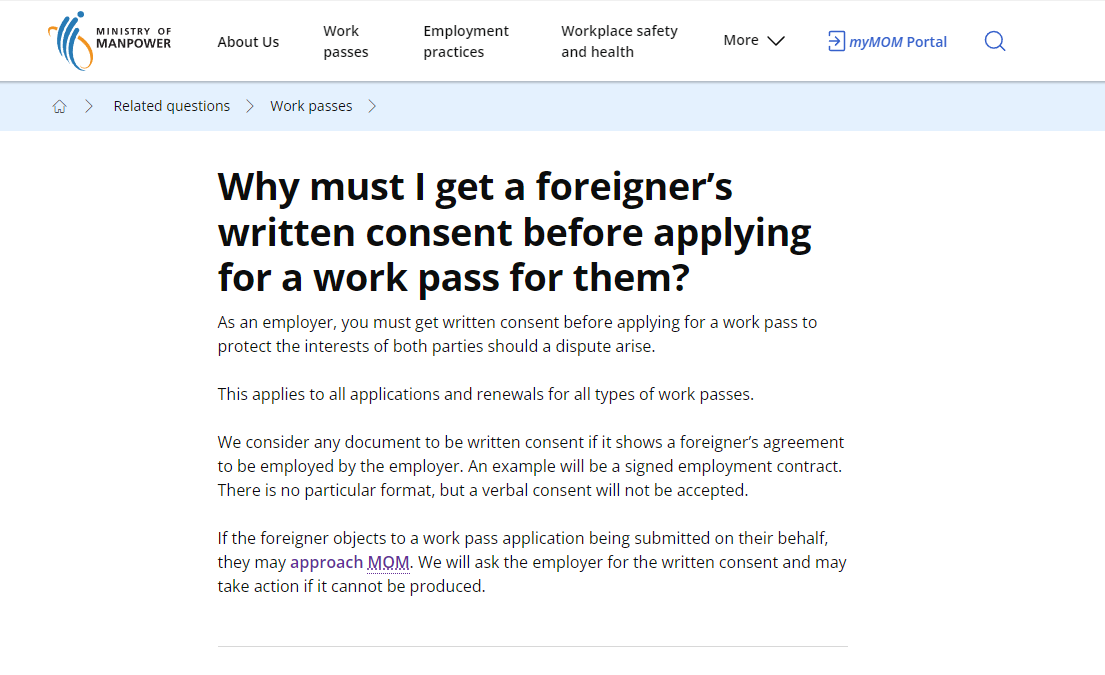 MINISTRY OF
MANPOWER
About Us
Work
passes
Employment
practices
Workplace safety
and health
More
myMOM Portal
Related questions
Work passes
Why must I get a foreigner’s
written consent before applying
for a work pass for them?
As an employer, you must get written consent before applying for a work pass to
protect the interests of both parties should a dispute arise.
This applies to all applications and renewals for all types of work passes.
We consider any document to be written consent if it shows a foreigner’s agreement
to be employed by the employer. An example will be a signed employment contract.
There is no particular format, but a verbal consent will not be accepted.
If the foreigner objects to a work pass application being submitted on their behalf,
they may approach MOM. We will ask the employer for the written consent and may
take action if it cannot be produced.